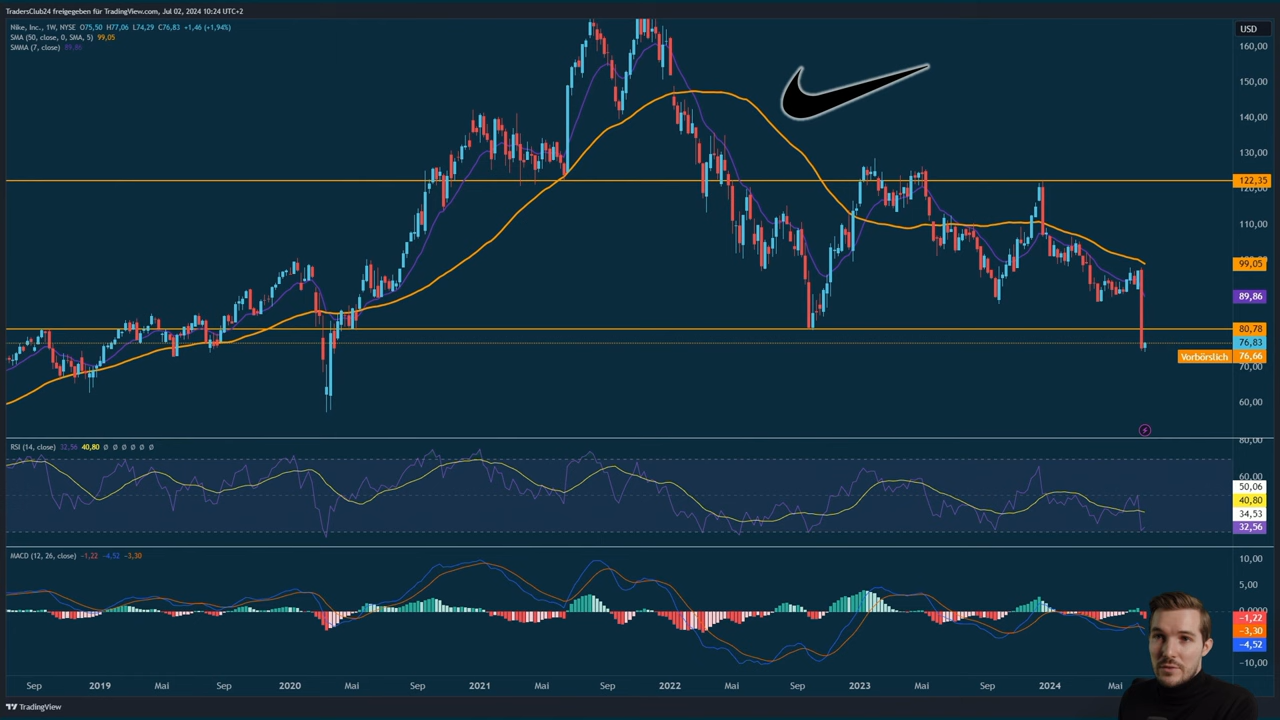 TradersClub24 freigegeben für TradingView.com, Jul 02, 2024 10:24 UTC+2
Nike, Inc., 1W, NYSE O75,50 H77,06 L74,29 C76,83 +1,46 (+1,94%)
SMA (50, close, 0, SMA, 5) 99,05
SMMA (7, close) 89,86
USD
160,00
150,00
140,00
130,00
122,35
120,00
110,00
99,05
89,86
80,78
76,83
Vorbörslich 76,66
70,00
60,00
RSI (14, close) 32,56 40,80 Ø Ø Ø Ø Ø Ø
80,00
60,00
50,06
40,80
34,53
32,56
MACD (12, 26, close) −1,22 −4,52 −3,30
10,00
5,00
0,0000
−1,22
−3,30
−4,52
−10,00
Sep 2019 Mai Sep 2020 Mai Sep 2021 Mai Sep 2022 Mai Sep 2023 Mai Sep 2024 Mai
TradingView